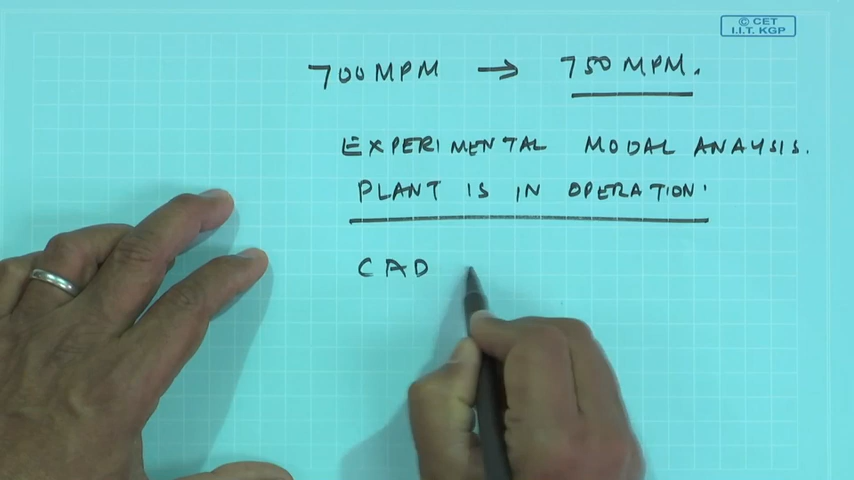 © CET
I.I.T. KGP
700 MPM → 750 MPM.
EXPERIMENTAL MODAL ANALYSIS.
PLANT IS IN OPERATION.
CAD